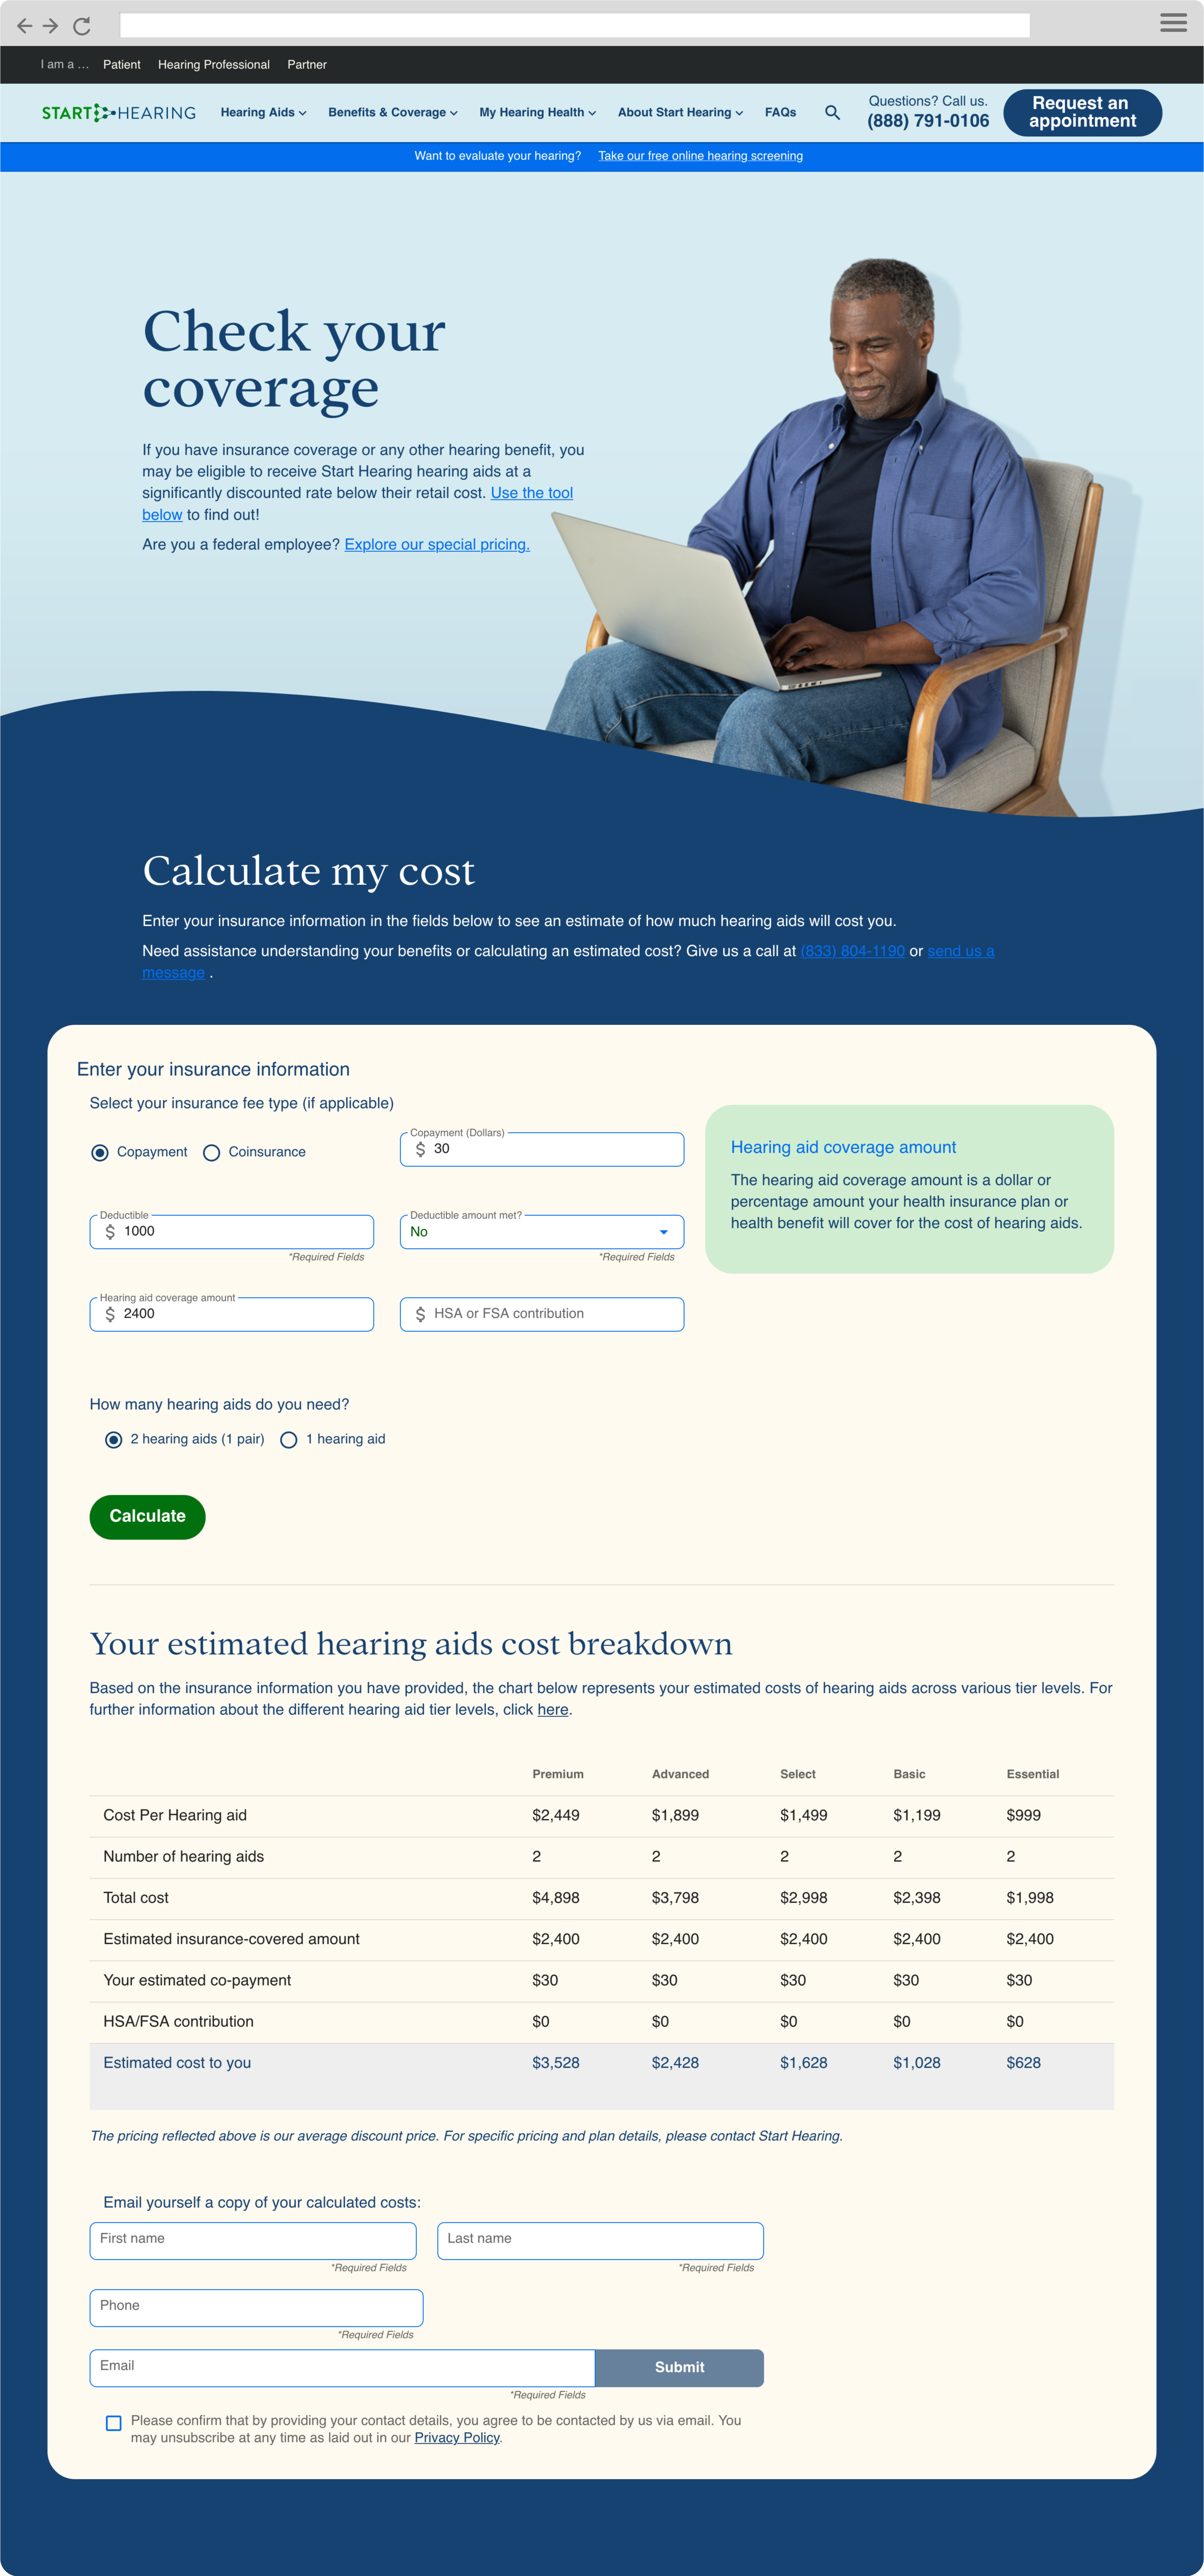 I am a ... Patient Hearing Professional Partner
START HEARING Hearing Aids Benefits & Coverage My Hearing Health About Start Hearing FAQs
Questions? Call us.
(888) 791-0106
Request an
appointment
Want to evaluate your hearing? Take our free online hearing screening
Check your
coverage
If you have insurance coverage or any other hearing benefit, you
may be eligible to receive Start Hearing hearing aids at a
significantly discounted rate below their retail cost. Use the tool
below to find out!
Are you a federal employee? Explore our special pricing.
Calculate my cost
Enter your insurance information in the fields below to see an estimate of how much hearing aids will cost you.
Need assistance understanding your benefits or calculating an estimated cost? Give us a call at (833) 804-1190 or send us a
message .
Enter your insurance information
Select your insurance fee type (if applicable)
Copayment Coinsurance
Copayment (Dollars)
$ 30
Deductible
$ 1000
*Required Fields
Deductible amount met?
No
*Required Fields
Hearing aid coverage amount
$ 2400
$ HSA or FSA contribution
Hearing aid coverage amount
The hearing aid coverage amount is a dollar or
percentage amount your health insurance plan or
health benefit will cover for the cost of hearing aids.
How many hearing aids do you need?
2 hearing aids (1 pair) 1 hearing aid
Calculate
Your estimated hearing aids cost breakdown
Based on the insurance information you have provided, the chart below represents your estimated costs of hearing aids across various tier levels. For
further information about the different hearing aid tier levels, click here.
Premium Advanced Select Basic Essential
Cost Per Hearing aid $2,449 $1,899 $1,499 $1,199 $999
Number of hearing aids 2 2 2 2 2
Total cost $4,898 $3,798 $2,998 $2,398 $1,998
Estimated insurance-covered amount $2,400 $2,400 $2,400 $2,400 $2,400
Your estimated co-payment $30 $30 $30 $30 $30
HSA/FSA contribution $0 $0 $0 $0 $0
Estimated cost to you $3,528 $2,428 $1,628 $1,028 $628
The pricing reflected above is our average discount price. For specific pricing and plan details, please contact Start Hearing.
Email yourself a copy of your calculated costs:
First name
*Required Fields
Last name
*Required Fields
Phone
*Required Fields
Email
Submit
*Required Fields
Please confirm that by providing your contact details, you agree to be contacted by us via email. You
may unsubscribe at any time as laid out in our Privacy Policy.